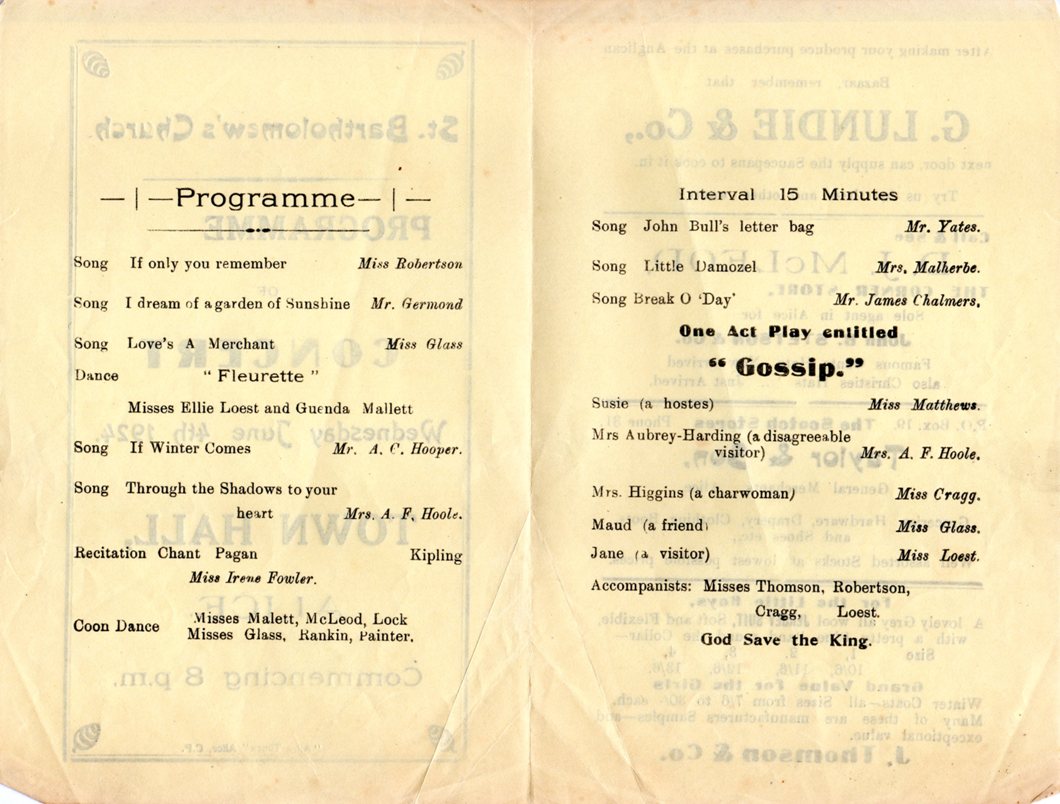 —|—Programme—|—
Song If only you remember Miss Robertson
Song I dream of a garden of Sunshine Mr. Germond
Song Love's A Merchant Miss Glass
Dance "Fleurette"
Misses Ellie Loest and Guenda Mallett
Song If Winter Comes Mr. A. C. Hooper.
Song Through the Shadows to your
heart Mrs. A. F, Hoole.
Recitation Chant Pagan Kipling
Miss Irene Fowler.
Coon Dance Misses Malett, McLeod, Lock
Misses Glass, Rankin, Painter.
Interval 15 Minutes
Song John Bull's letter bag Mr. Yates.
Song Little Damozel Mrs. Malherbe.
Song Break O 'Day' Mr. James Chalmers,
One Act Play entitled
"Gossip."
Susie (a hostes) Miss Matthews.
Mrs Aubrey-Harding (a disagreeable
visitor) Mrs. A. F. Hoole.
Mrs. Higgins (a charwoman) Miss Cragg.
Maud (a friend) Miss Glass.
Jane (a visitor) Miss Loest.
Accompanists: Misses Thomson, Robertson,
Cragg, Loest.
God Save the King.